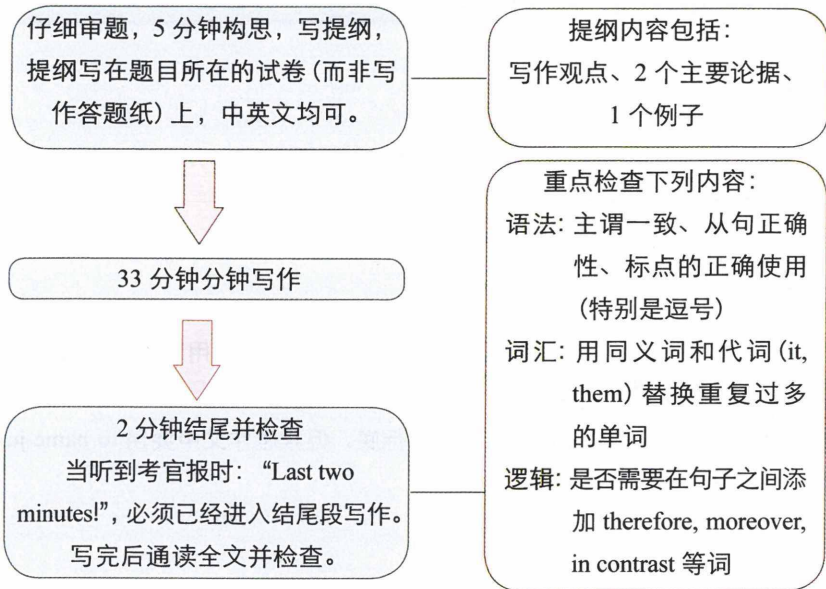 仔细审题，5 分钟构思，写提纲，
提纲写在题目所在的试卷（而非写
作答题纸）上，中英文均可。
提纲内容包括：
写作观点、2 个主要论据、
1 个例子
33 分钟分钟写作
2 分钟结尾并检查
当听到考官报时：“Last two
minutes!”，必须已经进入结尾段写作。
写完后通读全文并检查。
重点检查下列内容：
语法：主谓一致、从句正确
性、标点的正确使用
（特别是逗号）
词汇：用同义词和代词 (it,
them) 替换重复过多
的单词
逻辑：是否需要在句子之间添
加 therefore, moreover,
in contrast 等词